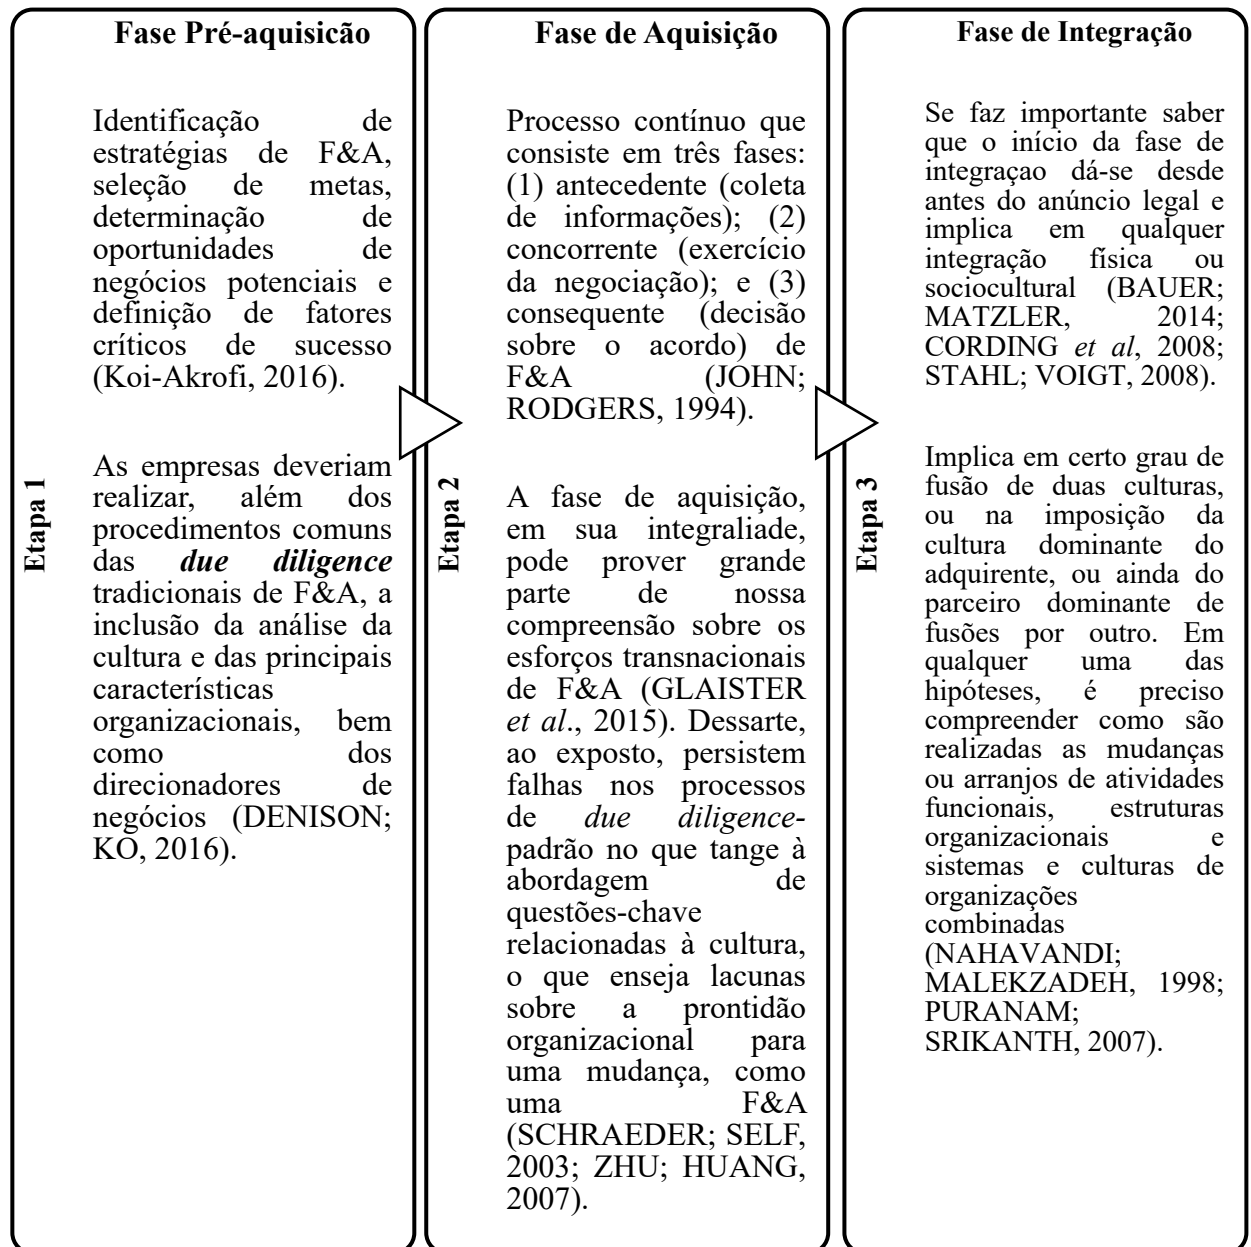 Fase Pré-aquisicão
Identificação de
estratégias de F&A,
seleção de metas,
determinação de
oportunidades de
negócios potenciais e
definição de fatores
críticos de sucesso
(Koi-Akrofi, 2016).
As empresas deveriam
realizar, além dos
procedimentos comuns
das due diligence
tradicionais de F&A, a
inclusão da análise da
cultura e das principais
características
organizacionais, bem
como dos
direcionadores de
negócios (DENISON;
KO, 2016).
Etapa 1
Fase de Aquisição
Processo contínuo que
consiste em três fases:
(1) antecedente (coleta
de informações); (2)
concorrente (exercício
da negociação); e (3)
consequente (decisão
sobre o acordo) de
F&A (JOHN;
RODGERS, 1994).
A fase de aquisição,
em sua integraliade,
pode prover grande
parte de nossa
compreensão sobre os
esforços transnacionais
de F&A (GLAISTER
et al., 2015). Dessarte,
ao exposto, persistem
falhas nos processos
de due diligence-
padrão no que tange à
abordagem de
questões-chave
relacionadas à cultura,
o que enseja lacunas
sobre a prontidão
organizacional para
uma mudança, como
uma F&A
(SCHRAEDER; SELF,
2003; ZHU; HUANG,
2007).
Etapa 2
Fase de Integração
Se faz importante saber
que o início da fase de
integraçao dá-se desde
antes do anúncio legal e
implica em qualquer
integração física ou
sociocultural (BAUER;
MATZLER, 2014;
CORDING et al, 2008;
STAHL; VOIGT, 2008).
Implica em certo grau de
fusão de duas culturas,
ou na imposição da
cultura dominante do
adquirente, ou ainda do
parceiro dominante de
fusões por outro. Em
qualquer uma das
hipóteses, é preciso
compreender como são
realizadas as mudanças
ou arranjos de atividades
funcionais, estruturas
organizacionais e
sistemas e culturas de
organizações
combinadas
(NAHAVANDI;
MALEKZADEH, 1998;
PURANAM;
SRIKANTH, 2007).
Etapa 3